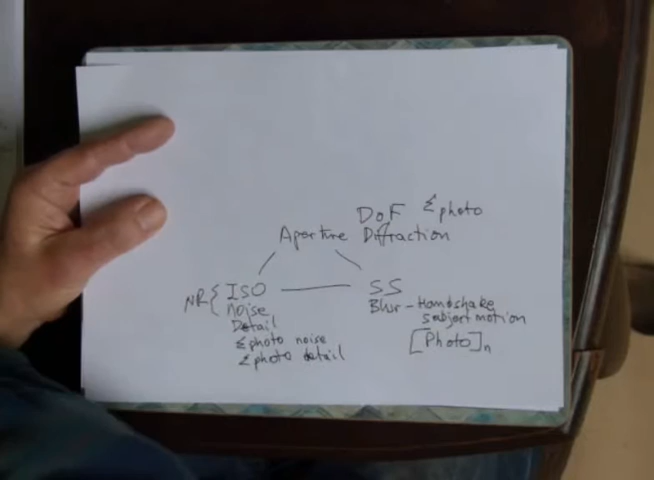 DoF Σphoto
Aperture Diffraction
NR{ ISO
Noise
Detail
Σphoto noise
Σphoto detail
SS
Blur - Handshake
subject motion
[Photo]n